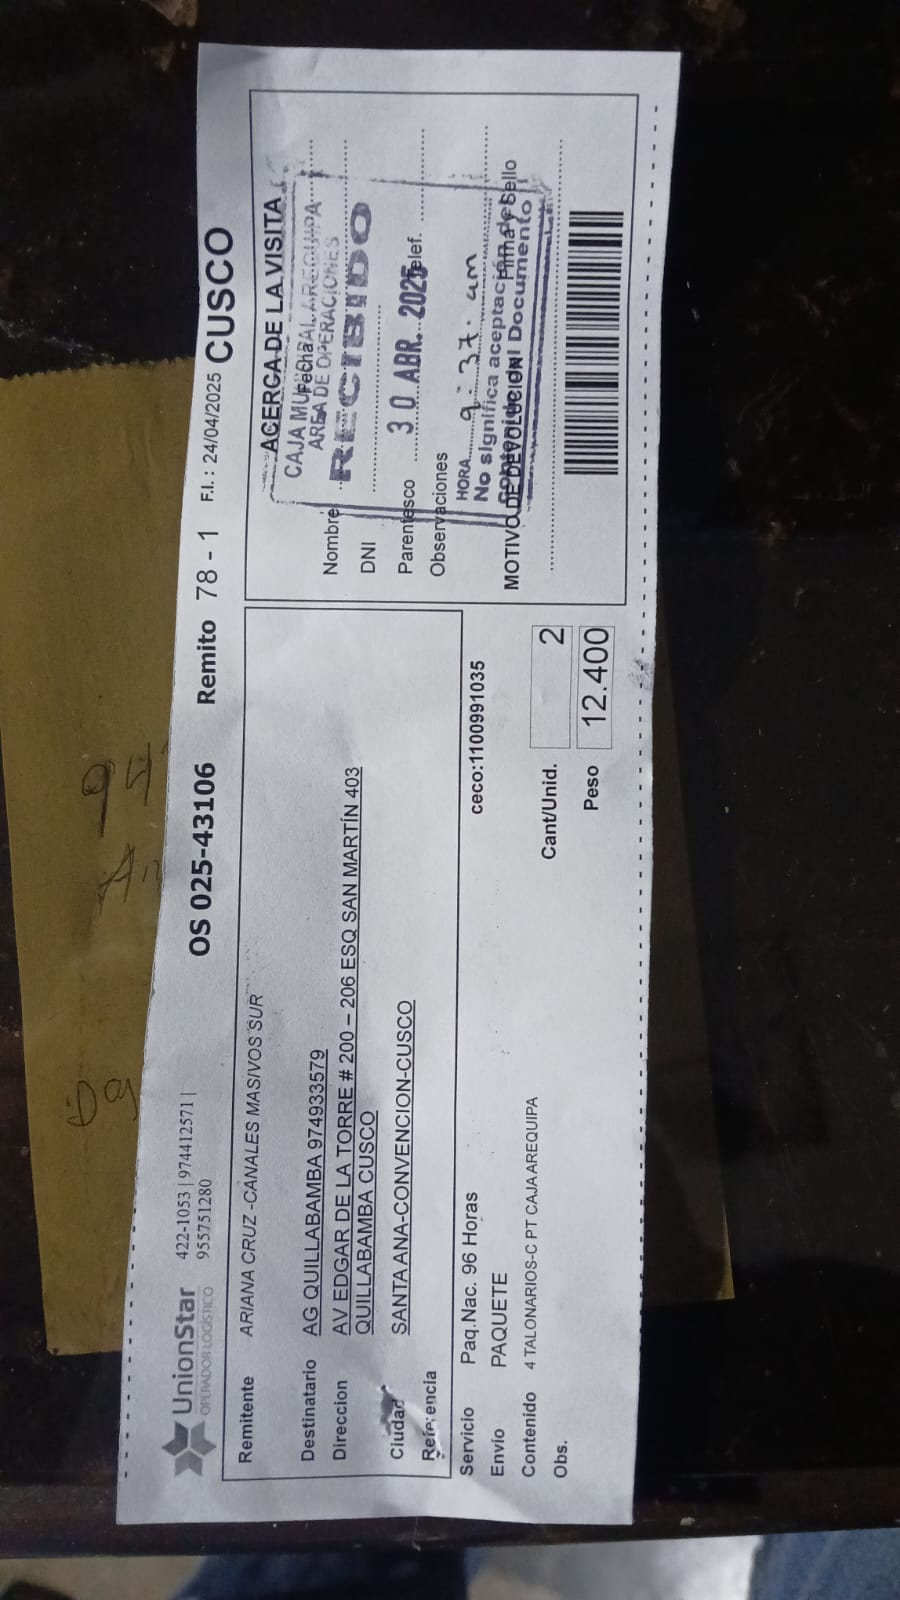 UnionStar
OPERADOR LOGÍSTICO
422-1053 | 974412571 |
955751280
OS 025-43106 Remito 78 - 1 F.I.: 24/04/2025 CUSCO
Remitente ARIANA CRUZ -CANALES MASIVOS SUR
Destinatario AG QUILLABAMBA 974933579
Direccion AV EDGAR DE LA TORRE # 200 – 206 ESQ SAN MARTÍN 403
QUILLABAMBA CUSCO
Ciudad SANTA ANA-CONVENCION-CUSCO
Referencia
Servicio Paq.Nac. 96 Horas
ceco:1100991035
Envío PAQUETE
Contenido 4 TALONARIOS-C PT CAJA AREQUIPA
Obs.
Cant/Unid. 2
Peso 12.400
ACERCA DE LA VISITA
Fecha
Nombre
DNI
Parentesco
Telef.
Observaciones
Firma y Sello
MOTIVO DE DEVOLUCION
CAJA MUNICIPAL AREQUIPA
AREA DE OPERACIONES
RECIBIDO
30 ABR. 2025
HORA 9:37 am
No significa aceptación del
Contenido del Documento